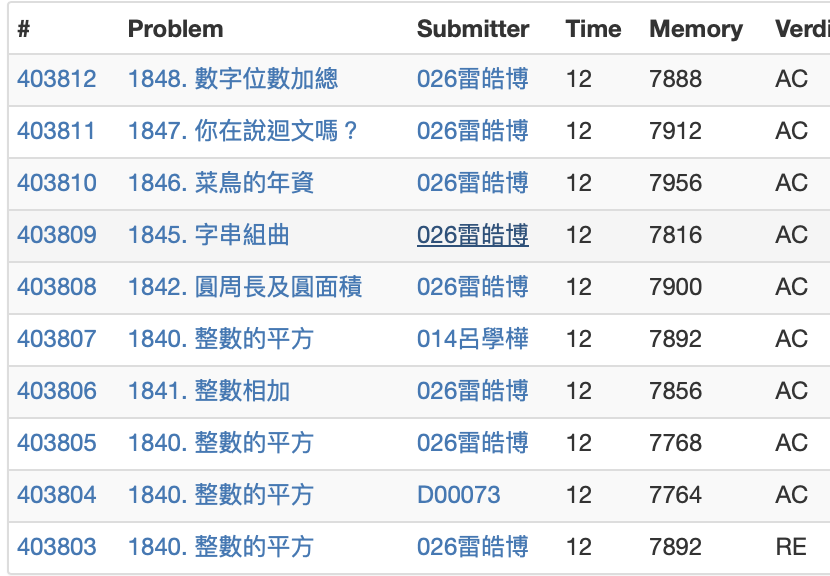 # Problem Submitter Time Memory Verdi
403812 1848. 數字位數加總 026雷皓博 12 7888 AC
403811 1847. 你在說迴文嗎？ 026雷皓博 12 7912 AC
403810 1846. 菜鳥的年資 026雷皓博 12 7956 AC
403809 1845. 字串組曲 026雷皓博 12 7816 AC
403808 1842. 圓周長及圓面積 026雷皓博 12 7900 AC
403807 1840. 整數的平方 014呂學樺 12 7892 AC
403806 1841. 整數相加 026雷皓博 12 7856 AC
403805 1840. 整數的平方 026雷皓博 12 7768 AC
403804 1840. 整數的平方 D00073 12 7764 AC
403803 1840. 整數的平方 026雷皓博 12 7892 RE